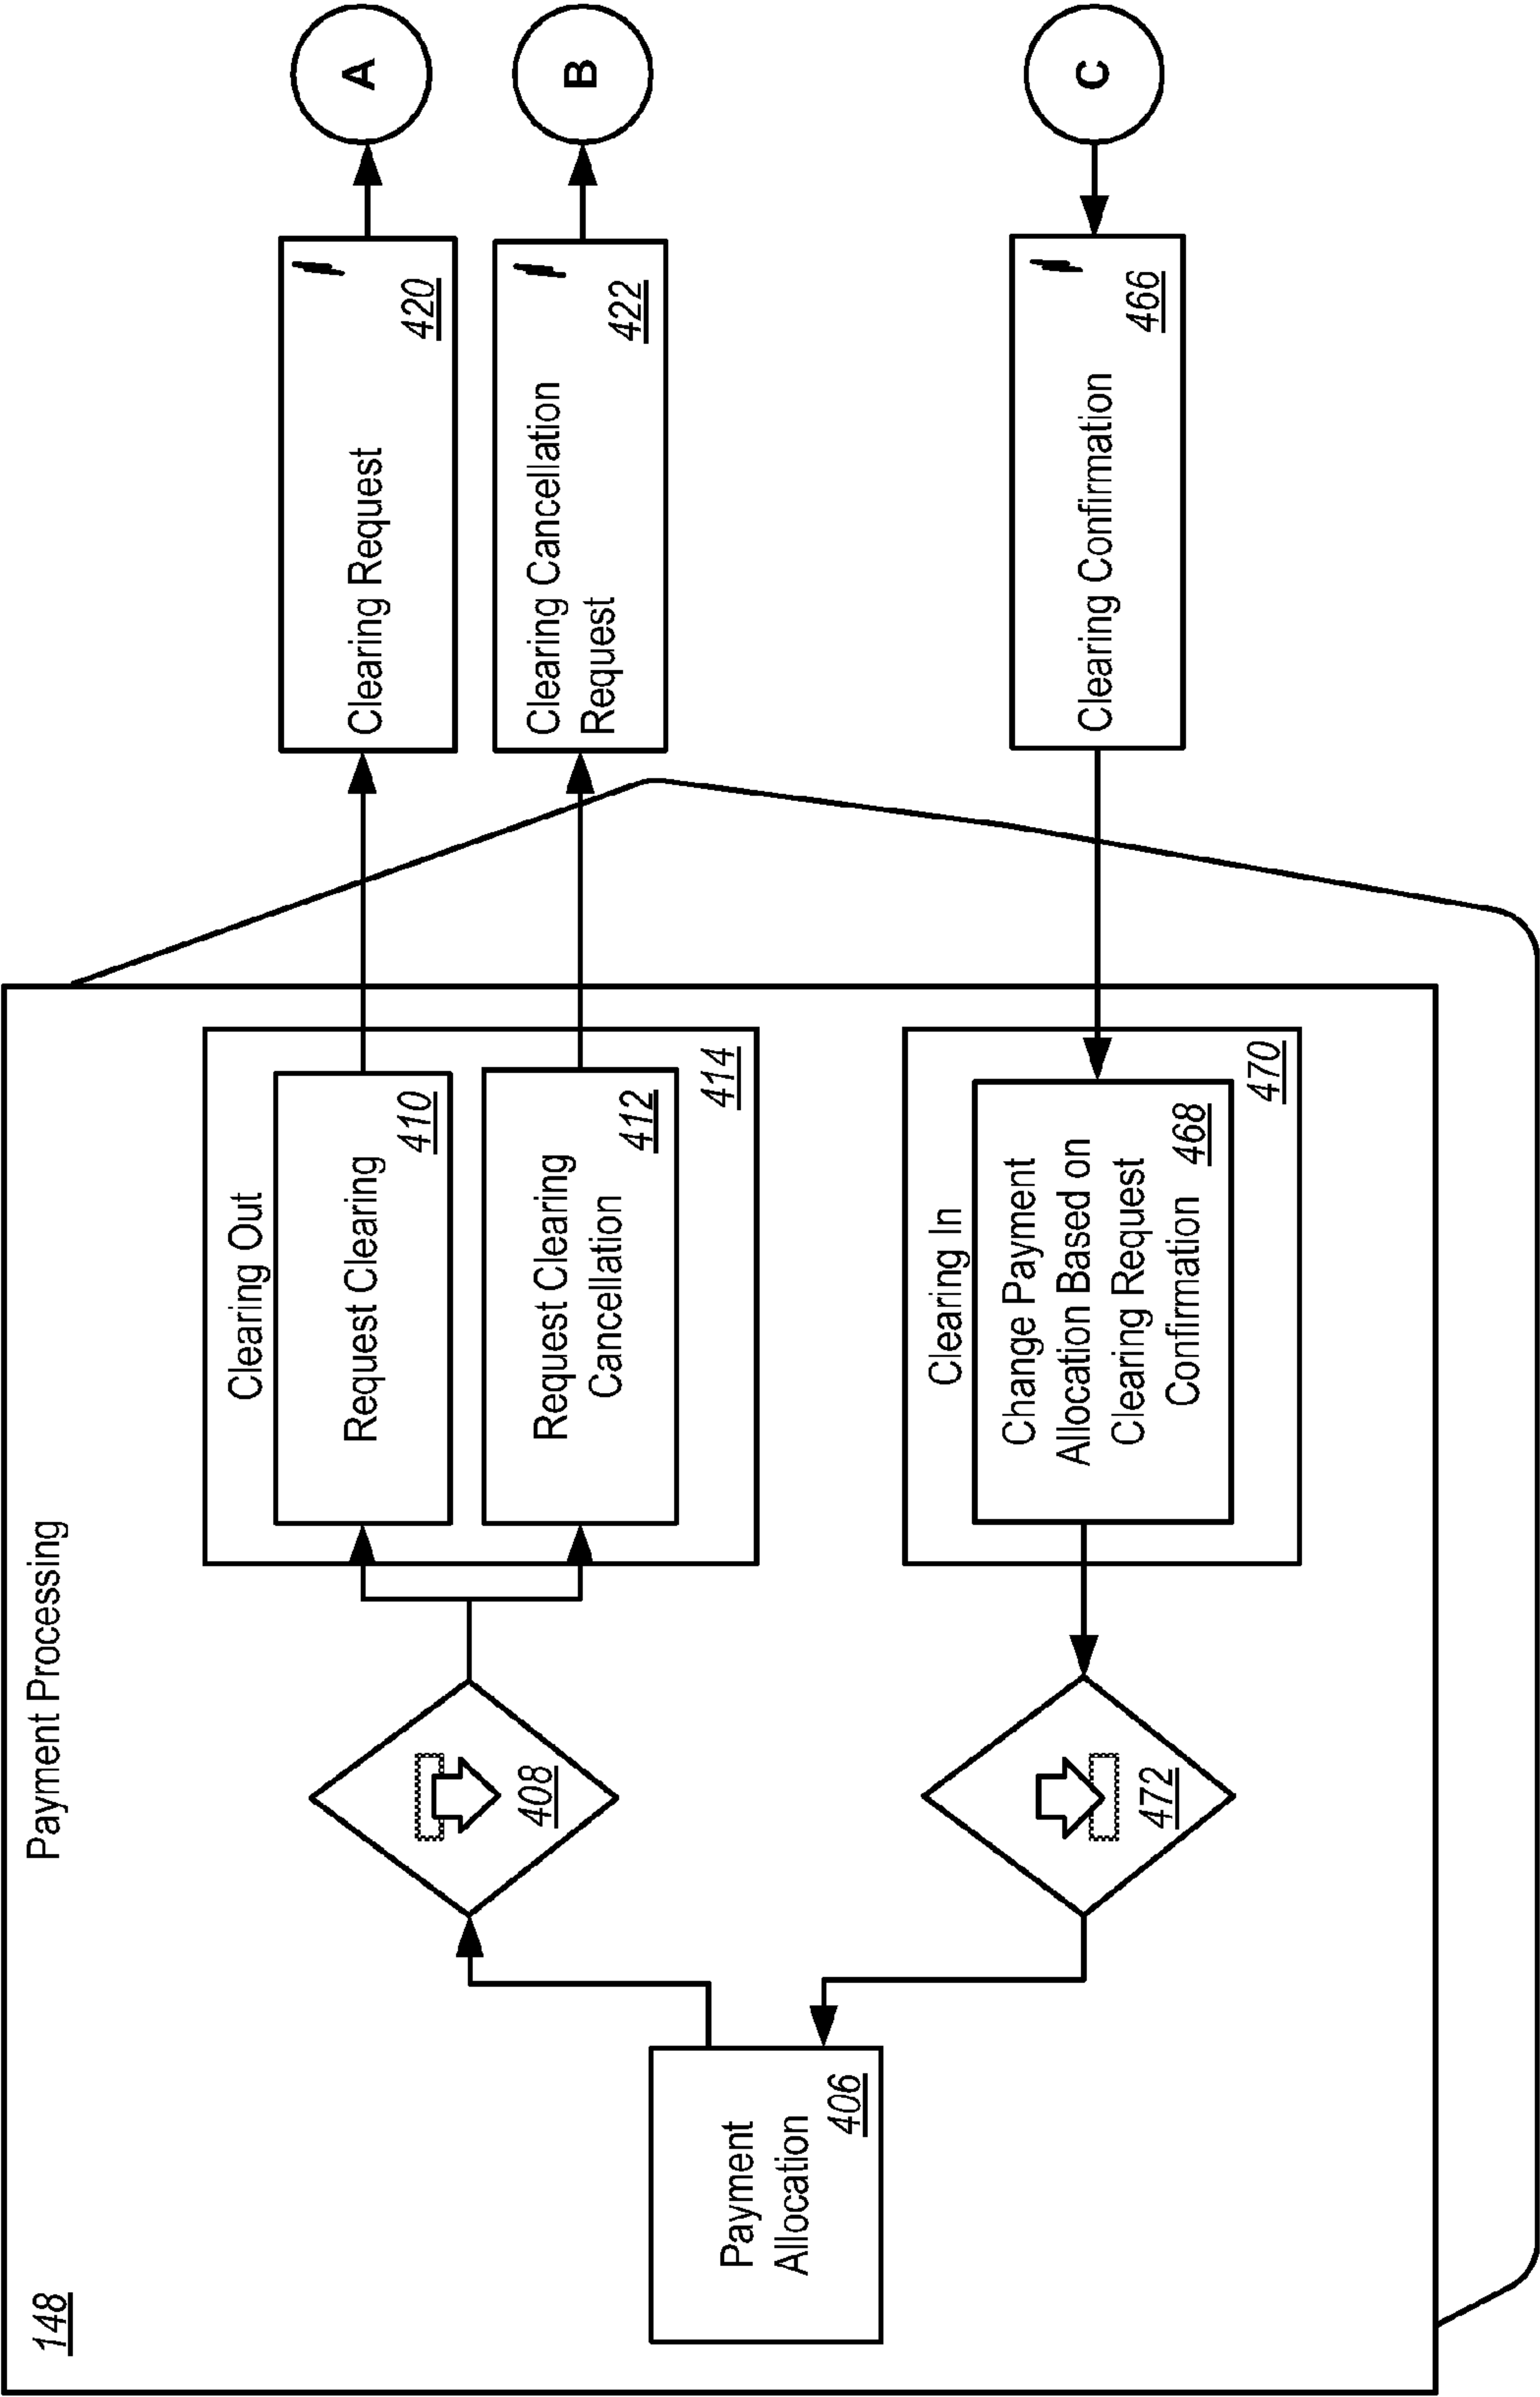 148
Payment Processing
Payment
Allocation
406
408
Clearing Out
Request Clearing
410
Request Clearing
Cancellation
412
414
Clearing Request
420
A
Clearing Cancellation
Request
422
B
472
Clearing In
Change Payment
Allocation Based on
Clearing Request
Confirmation
468
470
Clearing Confirmation
466
C